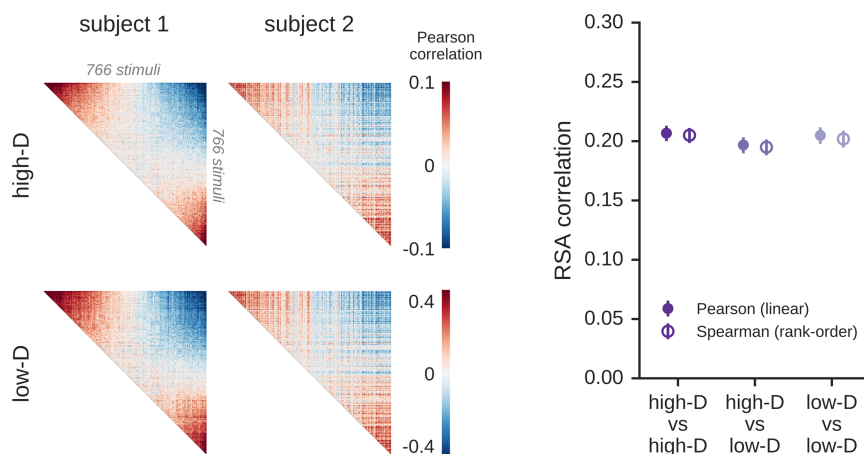 subject 1
subject 2
Pearson
correlation
766 stimuli
766 stimuli
high-D
0.1
0
-0.1
low-D
0.4
0
-0.4
0.30
0.25
0.20
0.15
0.10
0.05
0.00
RSA correlation
Pearson (linear)
Spearman (rank-order)
high-D
vs
high-D
high-D
vs
low-D
low-D
vs
low-D